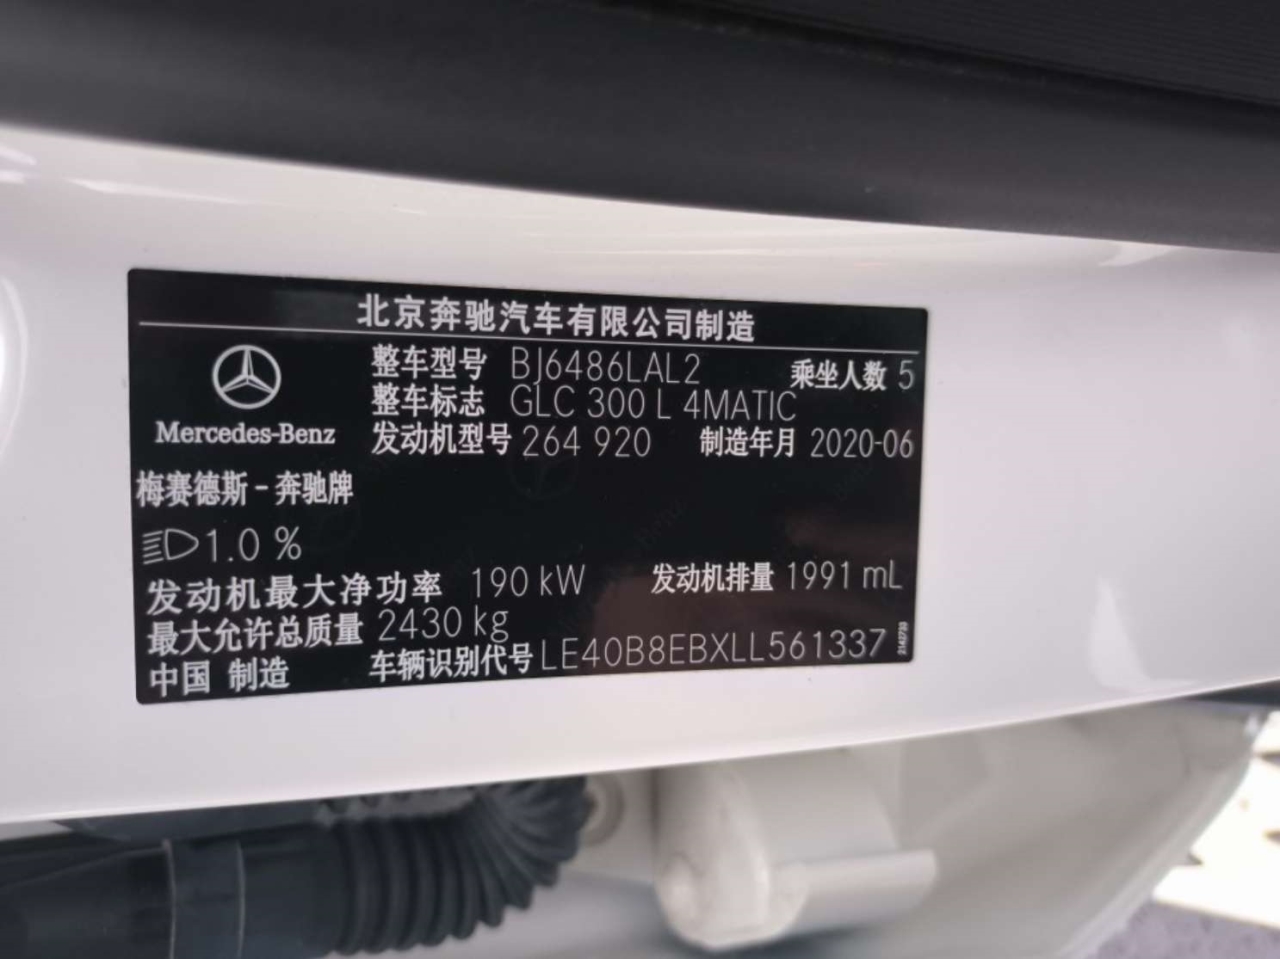 北京奔驰汽车有限公司制造
整车型号 BJ6486LAL2 乘坐人数 5
整车标志 GLC 300 L 4MATIC
Mercedes-Benz
发动机型号 264 920 制造年月 2020-06
梅赛德斯-奔驰牌
1.0 %
发动机最大净功率 190 kW 发动机排量 1991 mL
最大允许总质量 2430 kg
中国 制造 车辆识别代号 LE40B8EBXLL561337
2142733